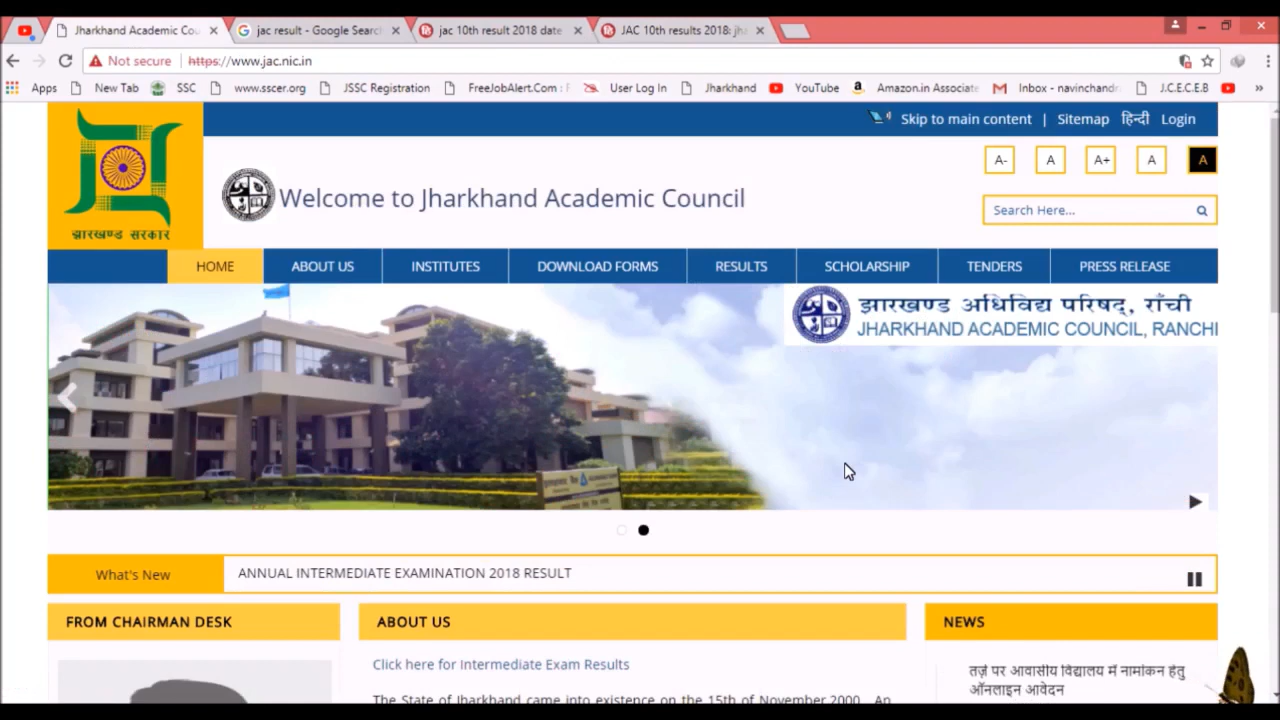 Jharkhand Academic Cou
jac result - Google Searc
jac 10th result 2018 date
JAC 10th results 2018: jha
Not secure https://www.jac.nic.in
Apps New Tab SSC www.sscer.org JSSC Registration FreeJobAlert.Com : F User Log In Jharkhand YouTube Amazon.in Associate Inbox - navinchandr J.C.E.C.E.B »
Skip to main content | Sitemap हिन्दी Login
A- A A+ A A
झारखण्ड सरकार
Welcome to Jharkhand Academic Council
Search Here...
HOME ABOUT US INSTITUTES DOWNLOAD FORMS RESULTS SCHOLARSHIP TENDERS PRESS RELEASE
झारखण्ड अधिविद्य परिषद्, राँची
JHARKHAND ACADEMIC COUNCIL, RANCHI
What's New ANNUAL INTERMEDIATE EXAMINATION 2018 RESULT
FROM CHAIRMAN DESK
ABOUT US
NEWS
Click here for Intermediate Exam Results
The State of Jharkhand came into existence on the 15th of November 2000. An
तर्ज़ पर आवासीय विद्यालय में नामांकन हेतु
ऑनलाइन आवेदन